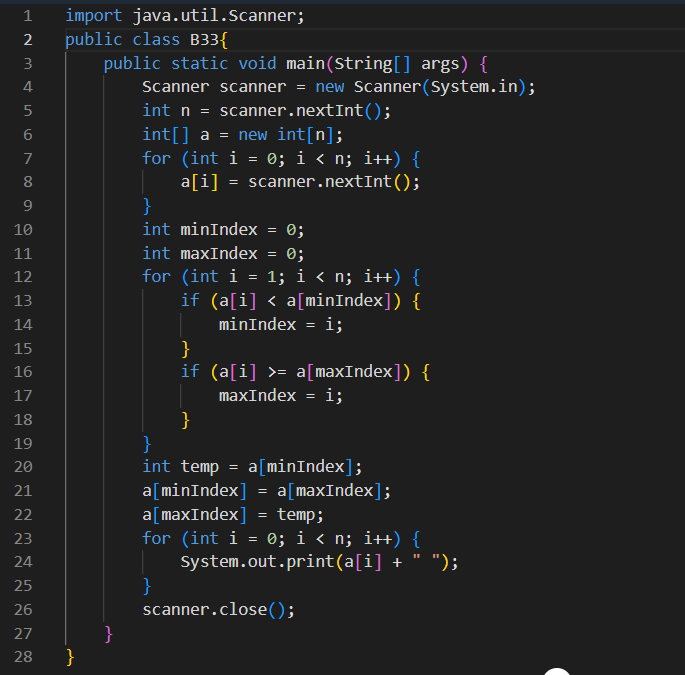 1 import java.util.Scanner;
2 public class B33{
3     public static void main(String[] args) {
4         Scanner scanner = new Scanner(System.in);
5         int n = scanner.nextInt();
6         int[] a = new int[n];
7         for (int i = 0; i < n; i++) {
8             a[i] = scanner.nextInt();
9         }
10         int minIndex = 0;
11         int maxIndex = 0;
12         for (int i = 1; i < n; i++) {
13             if (a[i] < a[minIndex]) {
14                 minIndex = i;
15             }
16             if (a[i] >= a[maxIndex]) {
17                 maxIndex = i;
18             }
19         }
20         int temp = a[minIndex];
21         a[minIndex] = a[maxIndex];
22         a[maxIndex] = temp;
23         for (int i = 0; i < n; i++) {
24             System.out.print(a[i] + " ");
25         }
26         scanner.close();
27     }
28 }